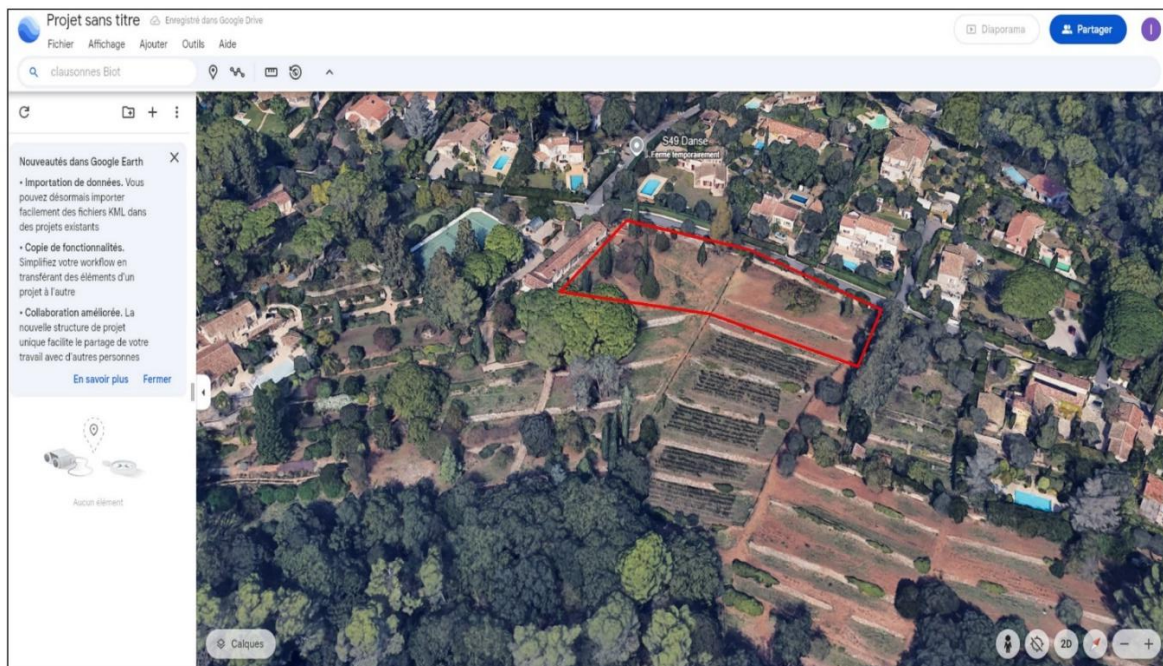 Projet sans titre
Enregistré dans Google Drive
Fichier Affichage Ajouter Outils Aide
Diaporama
Partager
I
clausonnes Biot
Nouveautés dans Google Earth
• Importation de données. Vous
pouvez désormais importer
facilement des fichiers KML dans
des projets existants
• Copie de fonctionnalités.
Simplifiez votre workflow en
transférant des éléments d'un
projet à l'autre
• Collaboration améliorée. La
nouvelle structure de projet
unique facilite le partage de votre
travail avec d'autres personnes
En savoir plus Fermer
Aucun élément
S49 Danse
Fermé temporairement
Calques
2D